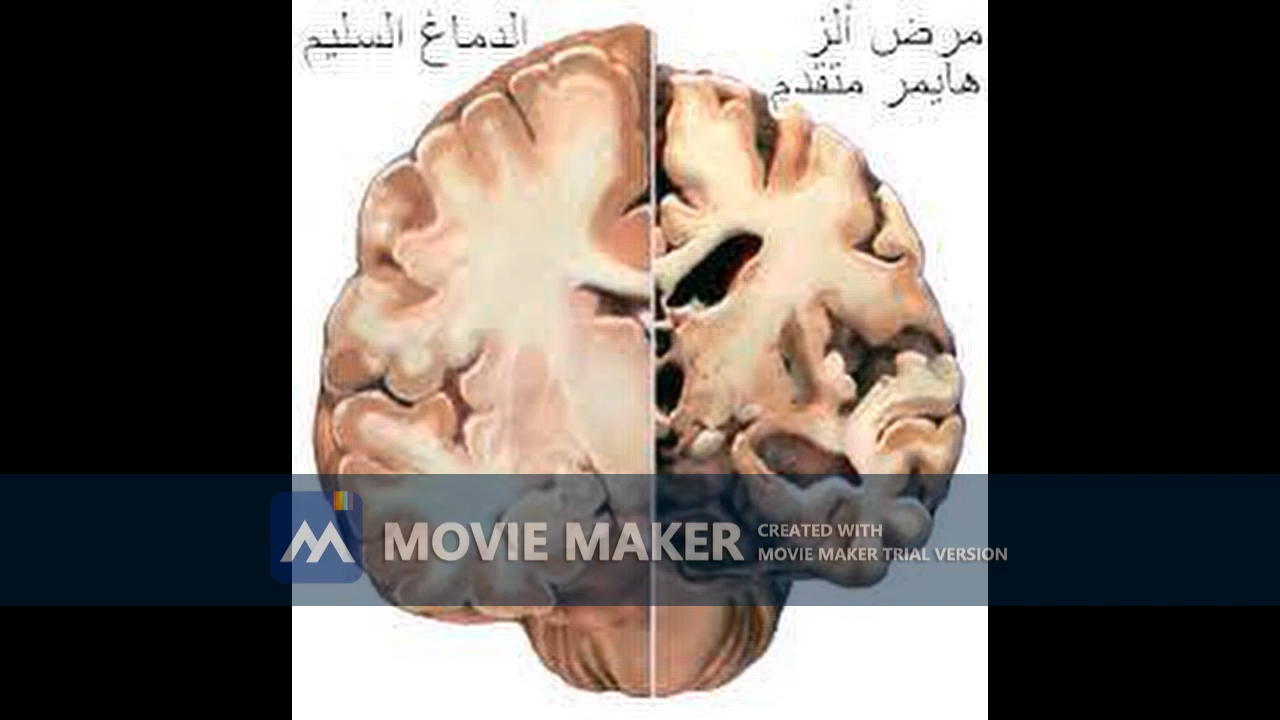 الدماغ السليم
مرض ألز
هايمر متقدم
MOVIE MAKER
CREATED WITH
MOVIE MAKER TRIAL VERSION